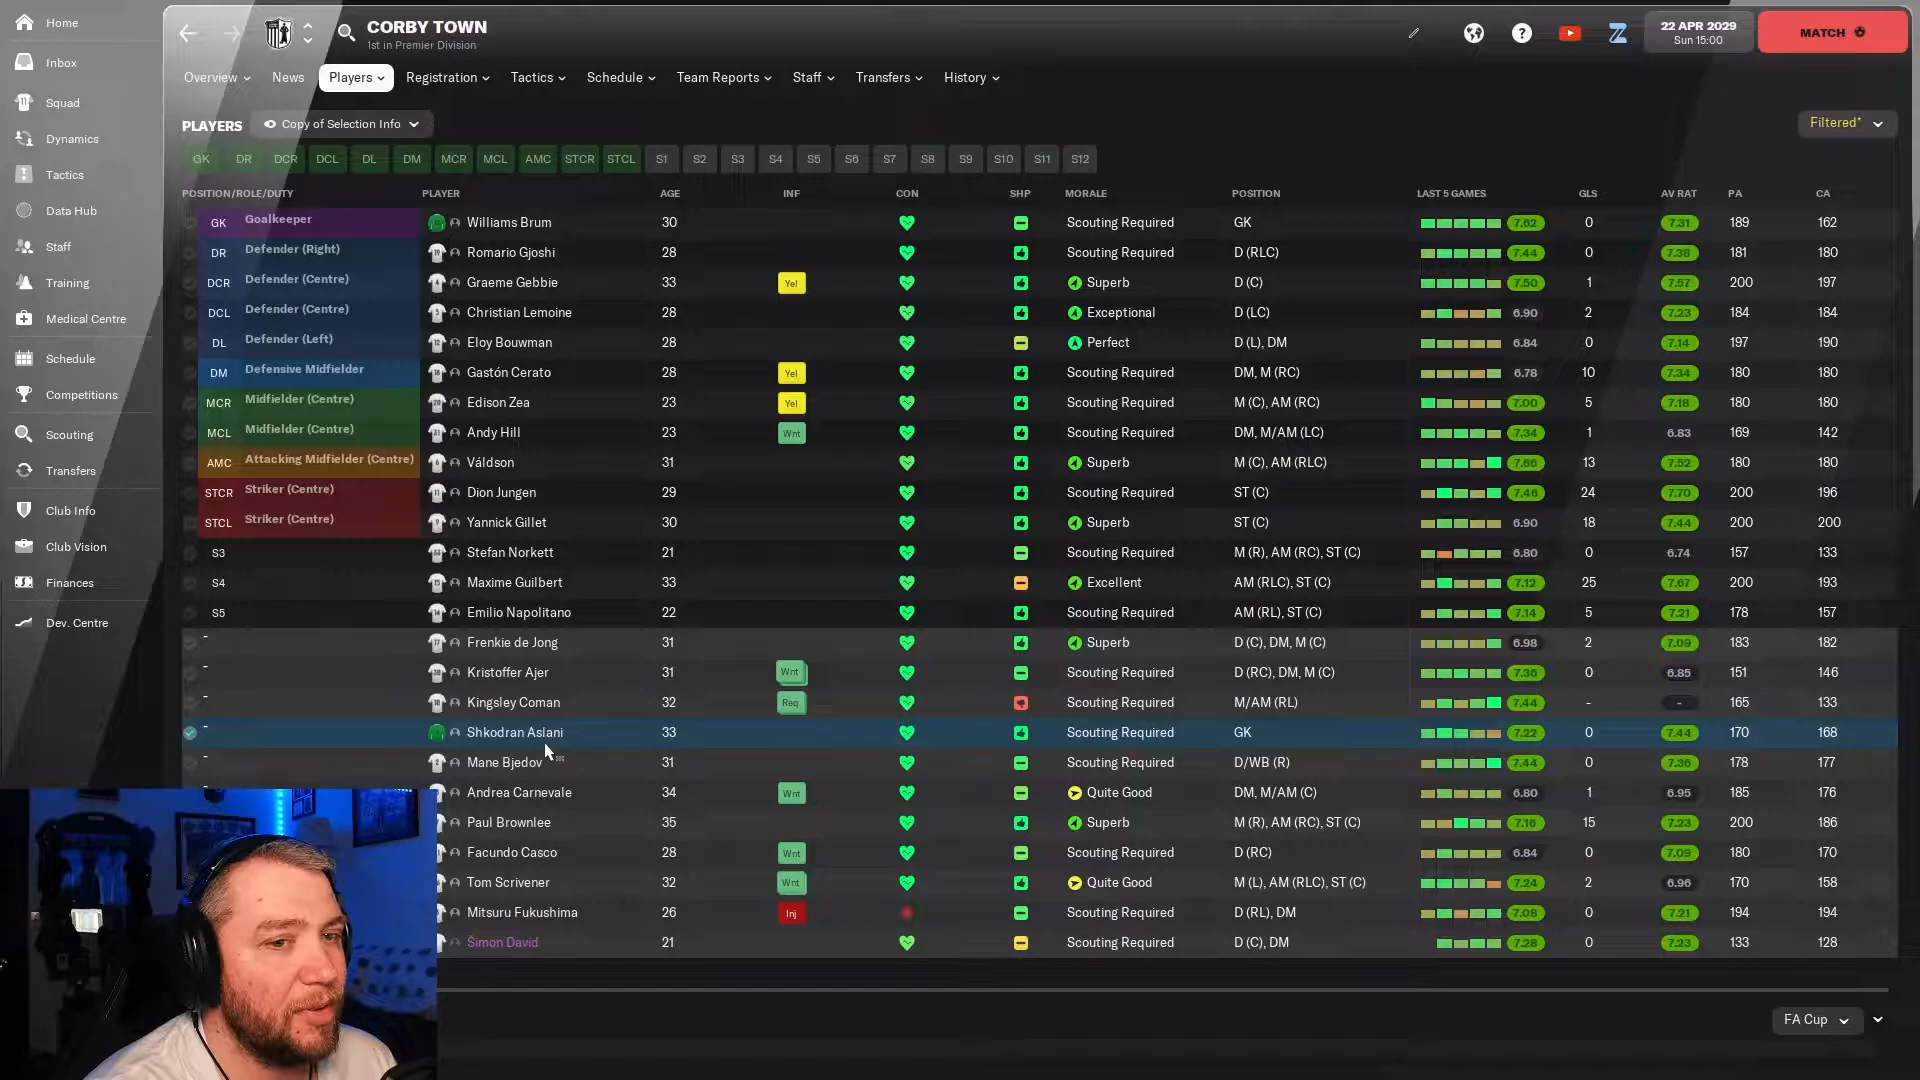 Home
Inbox
Squad
Dynamics
Tactics
Data Hub
Staff
Training
Medical Centre
Schedule
Competitions
Scouting
Transfers
Club Info
Club Vision
Finances
Dev. Centre
CORBY TOWN
1st in Premier Division
22 APR 2029
Sun 15:00
MATCH
Overview News Players Registration Tactics Schedule Team Reports Staff Transfers History
PLAYERS Copy of Selection Info Filtered*
GK DR DCR DCL DL DM MCR MCL AMC STCR STCL S1 S2 S3 S4 S5 S6 S7 S8 S9 S10 S11 S12
POSITION/ROLE/DUTY PLAYER AGE INF CON SHP MORALE POSITION LAST 5 GAMES GLS AV RAT PA CA
GK Goalkeeper Williams Brum 30 Scouting Required GK 7.62 0 7.31 189 162
DR Defender (Right) Romario Gjoshi 28 Scouting Required D (RLC) 7.44 0 7.38 181 180
DCR Defender (Centre) Graeme Gebbie 33 Yel Superb D (C) 7.50 1 7.57 200 197
DCL Defender (Centre) Christian Lemoine 28 Exceptional D (LC) 6.90 2 7.23 184 184
DL Defender (Left) Eloy Bouwman 28 Perfect D (L), DM 6.84 0 7.14 197 190
DM Defensive Midfielder Gastón Cerato 28 Yel Scouting Required DM, M (RC) 6.78 10 7.34 180 180
MCR Midfielder (Centre) Edison Zea 23 Yel Scouting Required M (C), AM (RC) 7.00 5 7.18 180 180
MCL Midfielder (Centre) Andy Hill 23 Wnt Scouting Required DM, M/AM (LC) 7.34 1 6.83 169 142
AMC Attacking Midfielder (Centre) Váldson 31 Superb M (C), AM (RLC) 7.66 13 7.52 180 180
STCR Striker (Centre) Dion Jungen 29 Scouting Required ST (C) 7.46 24 7.70 200 196
STCL Striker (Centre) Yannick Gillet 30 Superb ST (C) 6.90 18 7.44 200 200
S3 Stefan Norkett 21 Scouting Required M (R), AM (RC), ST (C) 6.80 0 6.74 157 133
S4 Maxime Guilbert 33 Excellent AM (RLC), ST (C) 7.12 25 7.67 200 193
S5 Emilio Napolitano 22 Scouting Required AM (RL), ST (C) 7.14 5 7.21 178 157
- Frenkie de Jong 31 Superb D (C), DM, M (C) 6.98 2 7.09 183 182
- Kristoffer Ajer 31 Wnt Scouting Required D (RC), DM, M (C) 7.36 0 6.85 151 146
- Kingsley Coman 32 Req Scouting Required M/AM (RL) 7.44 - - 165 133
- Shkodran Aslani 33 Scouting Required GK 7.22 0 7.44 170 168
- Mane Bjedov 31 Scouting Required D/WB (R) 7.44 0 7.36 178 177
Andrea Carnevale 34 Wnt Quite Good DM, M/AM (C) 6.80 1 6.95 185 176
Paul Brownlee 35 Superb M (R), AM (RC), ST (C) 7.16 15 7.23 200 186
Facundo Casco 28 Wnt Scouting Required D (RC) 6.84 0 7.09 180 170
Tom Scrivener 32 Wnt Quite Good M (L), AM (RLC), ST (C) 7.24 2 6.96 170 158
Mitsuru Fukushima 26 Inj Scouting Required D (RL), DM 7.08 0 7.21 194 194
Šimon David 21 Scouting Required D (C), DM 7.28 0 7.23 133 128
FA Cup